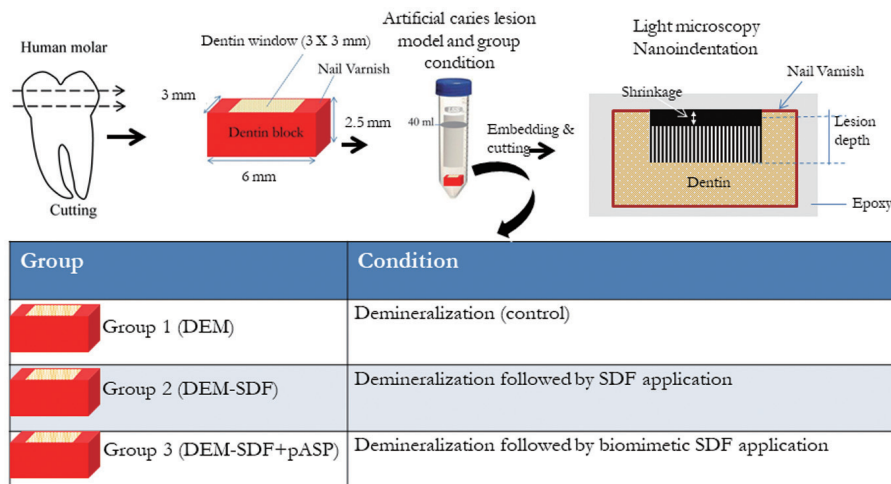 Human molar
Cutting
Dentin window (3 X 3 mm)
Nail Varnish
3 mm
Dentin block
2.5 mm
6 mm
Artificial caries lesion
model and group
condition
40 ml
Embedding &
cutting
Light microscopy
Nanoindentation
Nail Varnish
Shrinkage
Lesion
depth
Dentin
Epoxy
Group
Condition
Group 1 (DEM)
Demineralization (control)
Group 2 (DEM-SDF)
Demineralization followed by SDF application
Group 3 (DEM-SDF+pASP)
Demineralization followed by biomimetic SDF application